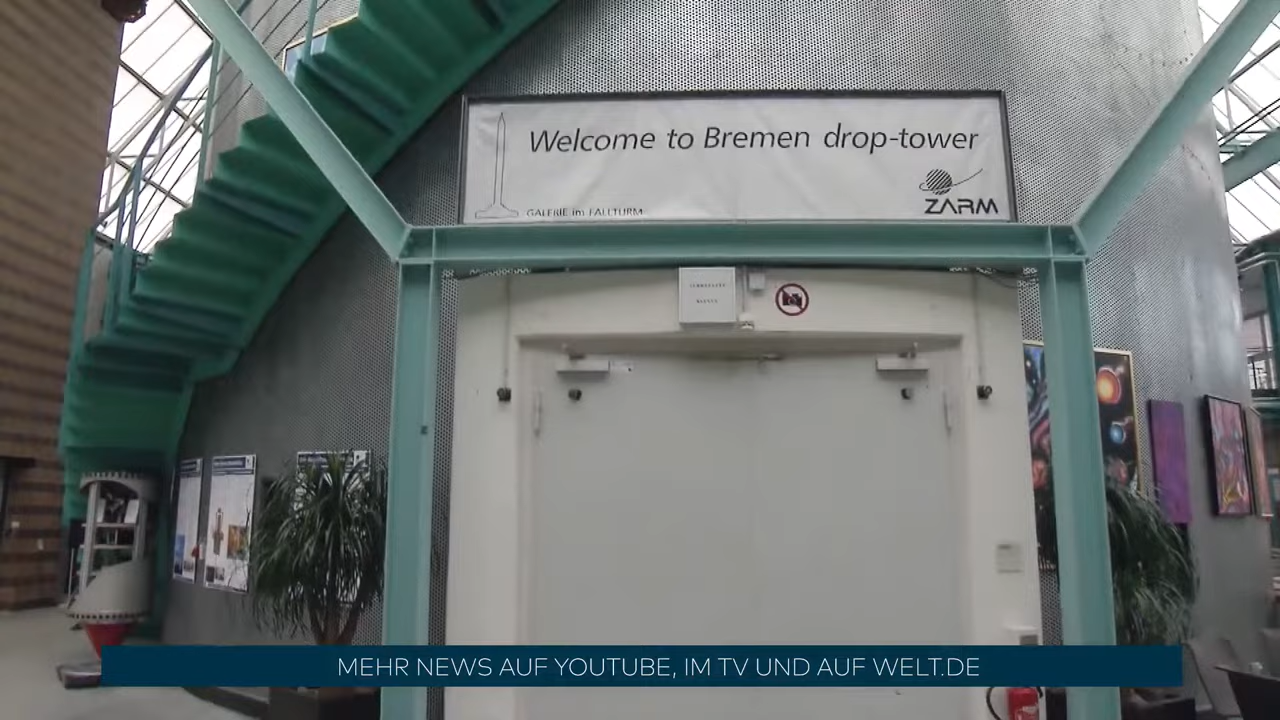 Welcome to Bremen drop-tower
GALERIE im FALLTURM
ZARM
MEHR NEWS AUF YOUTUBE, IM TV UND AUF WELT.DE